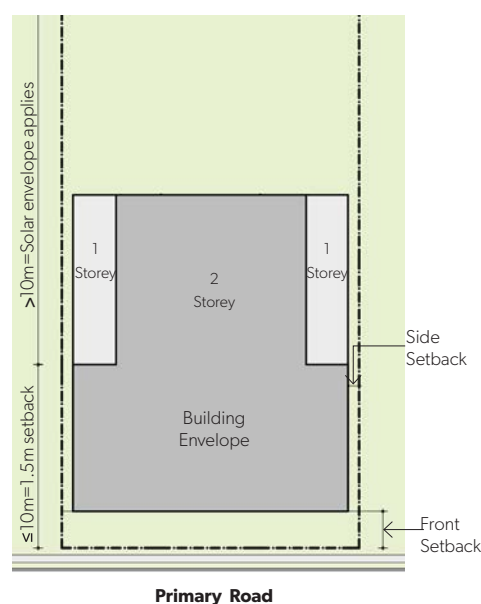 >10m=Solar envelope applies
≤10m=1.5m setback
1
Storey
2
Storey
1
Storey
Building
Envelope
Side
Setback
Front
Setback
Primary Road